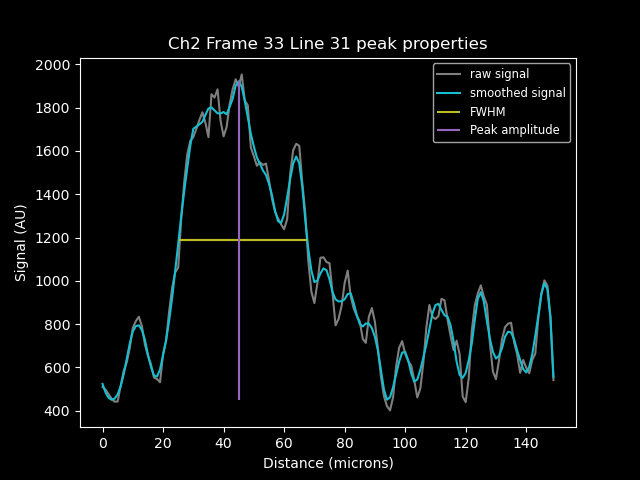 Ch2 Frame 33 Line 31 peak properties
raw signal
smoothed signal
FWHM
Peak amplitude
Signal (AU)
2000
1800
1600
1400
1200
1000
800
600
400
0 20 40 60 80 100 120 140
Distance (microns)